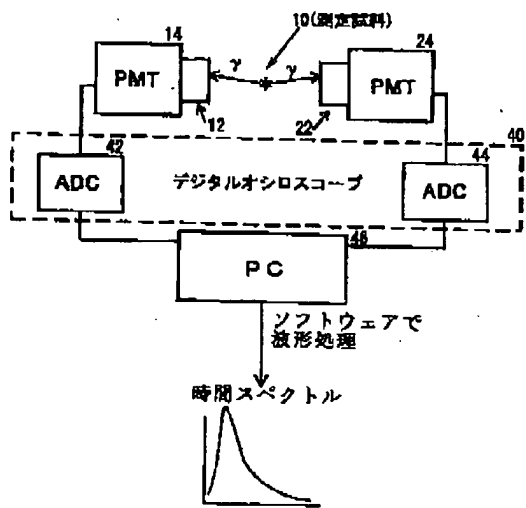 10(測定試料)
14
24
PMT
γ
γ
PMT
12
22
40
42
44
ADC
デジタルオシロスコープ
ADC
46
PC
ソフトウェアで
波形処理
時間スペクトル